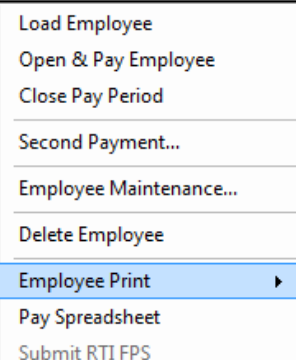 Load Employee
Open & Pay Employee
Close Pay Period
Second Payment...
Employee Maintenance...
Delete Employee
Employee Print
Pay Spreadsheet
Submit RTI FPS